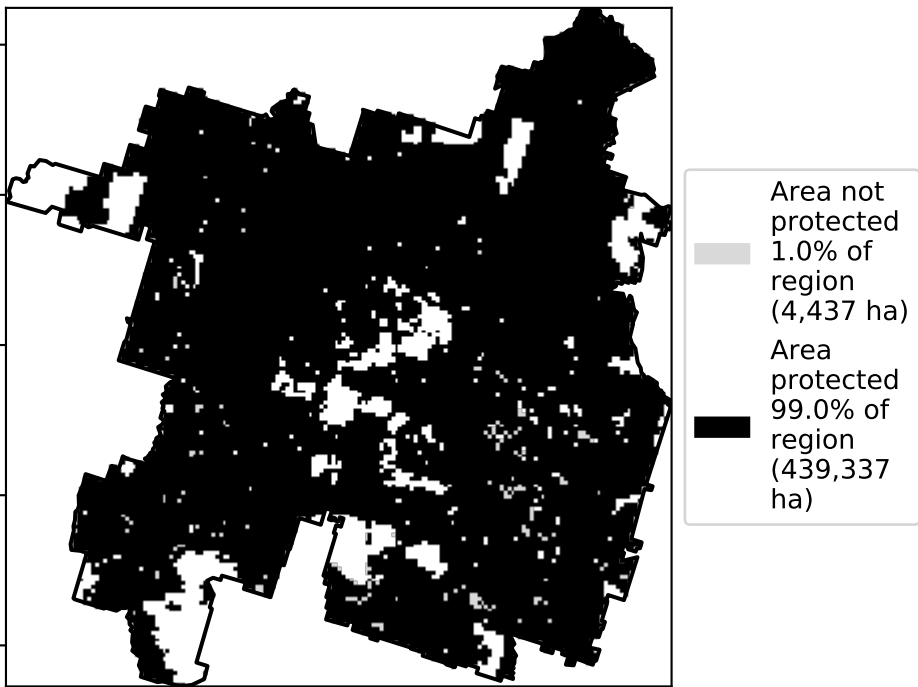 Area not
protected
1.0% of
region
(4,437 ha)
Area
protected
99.0% of
region
(439,337
ha)